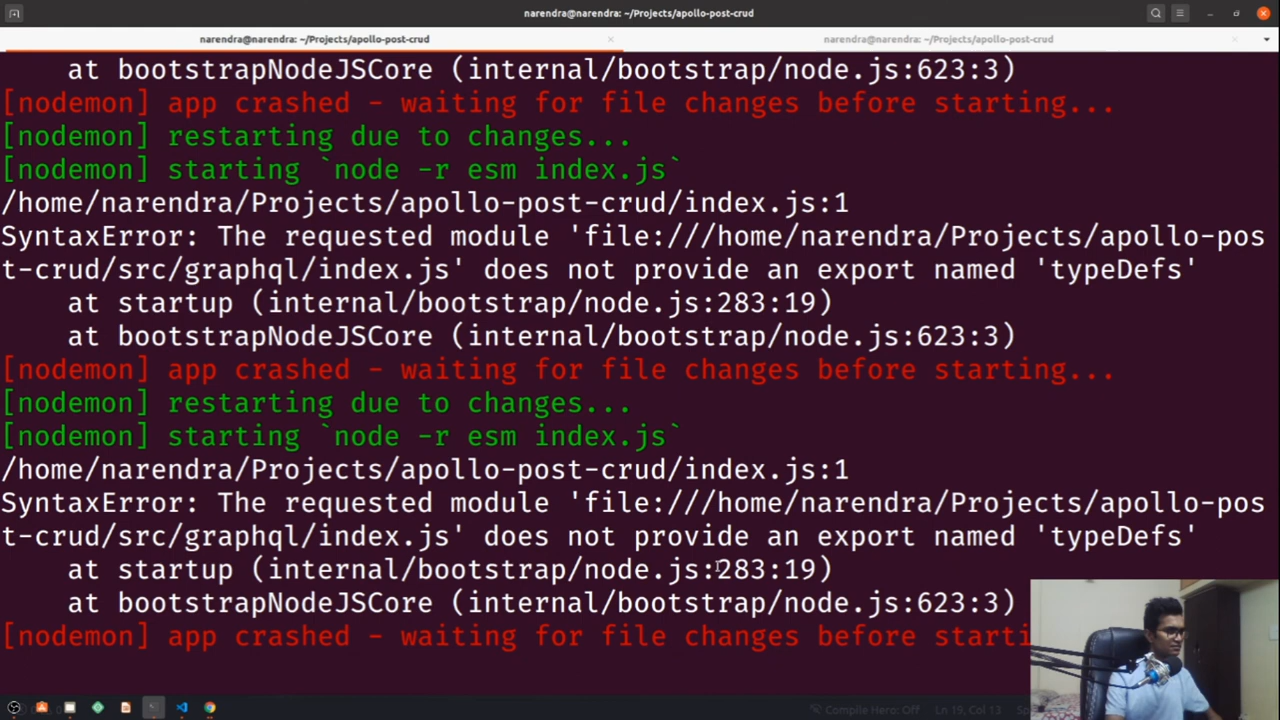 narendra@narendra: ~/Projects/apollo-post-crud
narendra@narendra: ~/Projects/apollo-post-crud
narendra@narendra: ~/Projects/apollo-post-crud
at bootstrapNodeJSCore (internal/bootstrap/node.js:623:3)
[nodemon] app crashed - waiting for file changes before starting...
[nodemon] restarting due to changes...
[nodemon] starting `node -r esm index.js`
/home/narendra/Projects/apollo-post-crud/index.js:1
SyntaxError: The requested module 'file:///home/narendra/Projects/apollo-pos
t-crud/src/graphql/index.js' does not provide an export named 'typeDefs'
at startup (internal/bootstrap/node.js:283:19)
at bootstrapNodeJSCore (internal/bootstrap/node.js:623:3)
[nodemon] app crashed - waiting for file changes before starting...
[nodemon] restarting due to changes...
[nodemon] starting `node -r esm index.js`
/home/narendra/Projects/apollo-post-crud/index.js:1
SyntaxError: The requested module 'file:///home/narendra/Projects/apollo-pos
t-crud/src/graphql/index.js' does not provide an export named 'typeDefs'
at startup (internal/bootstrap/node.js:283:19)
at bootstrapNodeJSCore (internal/bootstrap/node.js:623:3)
[nodemon] app crashed - waiting for file changes before starti
Compile Hero: Off Ln 19, Col 13